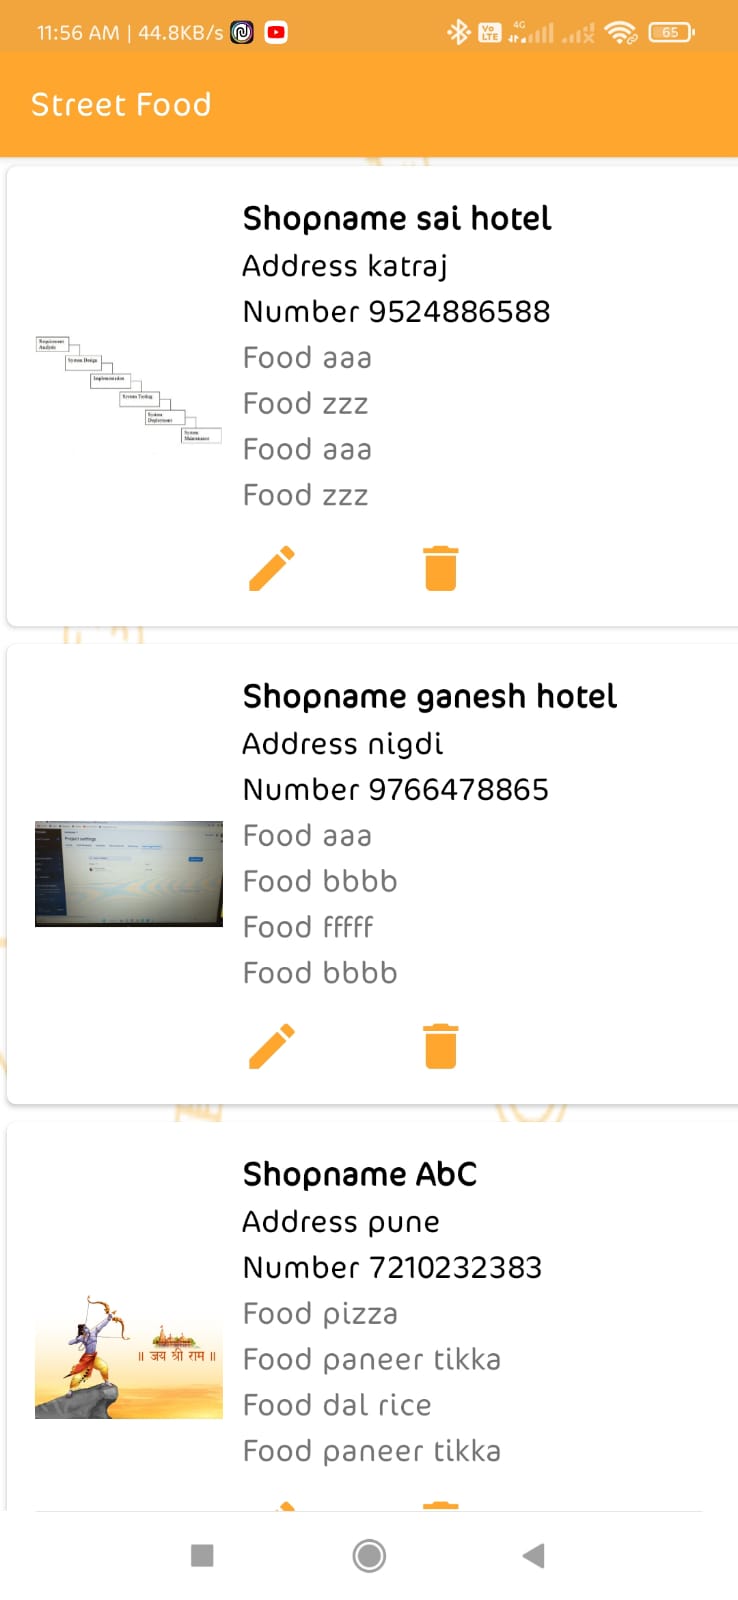 11:56 AM | 44.8KB/s
Vo LTE
4G
65
Street Food
Shopname sai hotel
Address katraj
Number 9524886588
Food aaa
Food zzz
Food aaa
Food zzz
Requirement
Analysis
System Design
Implementation
System Testing
System
Deployment
System
Maintenance
Shopname ganesh hotel
Address nigdi
Number 9766478865
Food aaa
Food bbbb
Food fffff
Food bbbb
Project settings
Shopname AbC
Address pune
Number 7210232383
Food pizza
Food paneer tikka
Food dal rice
Food paneer tikka
॥ जय श्री राम ॥